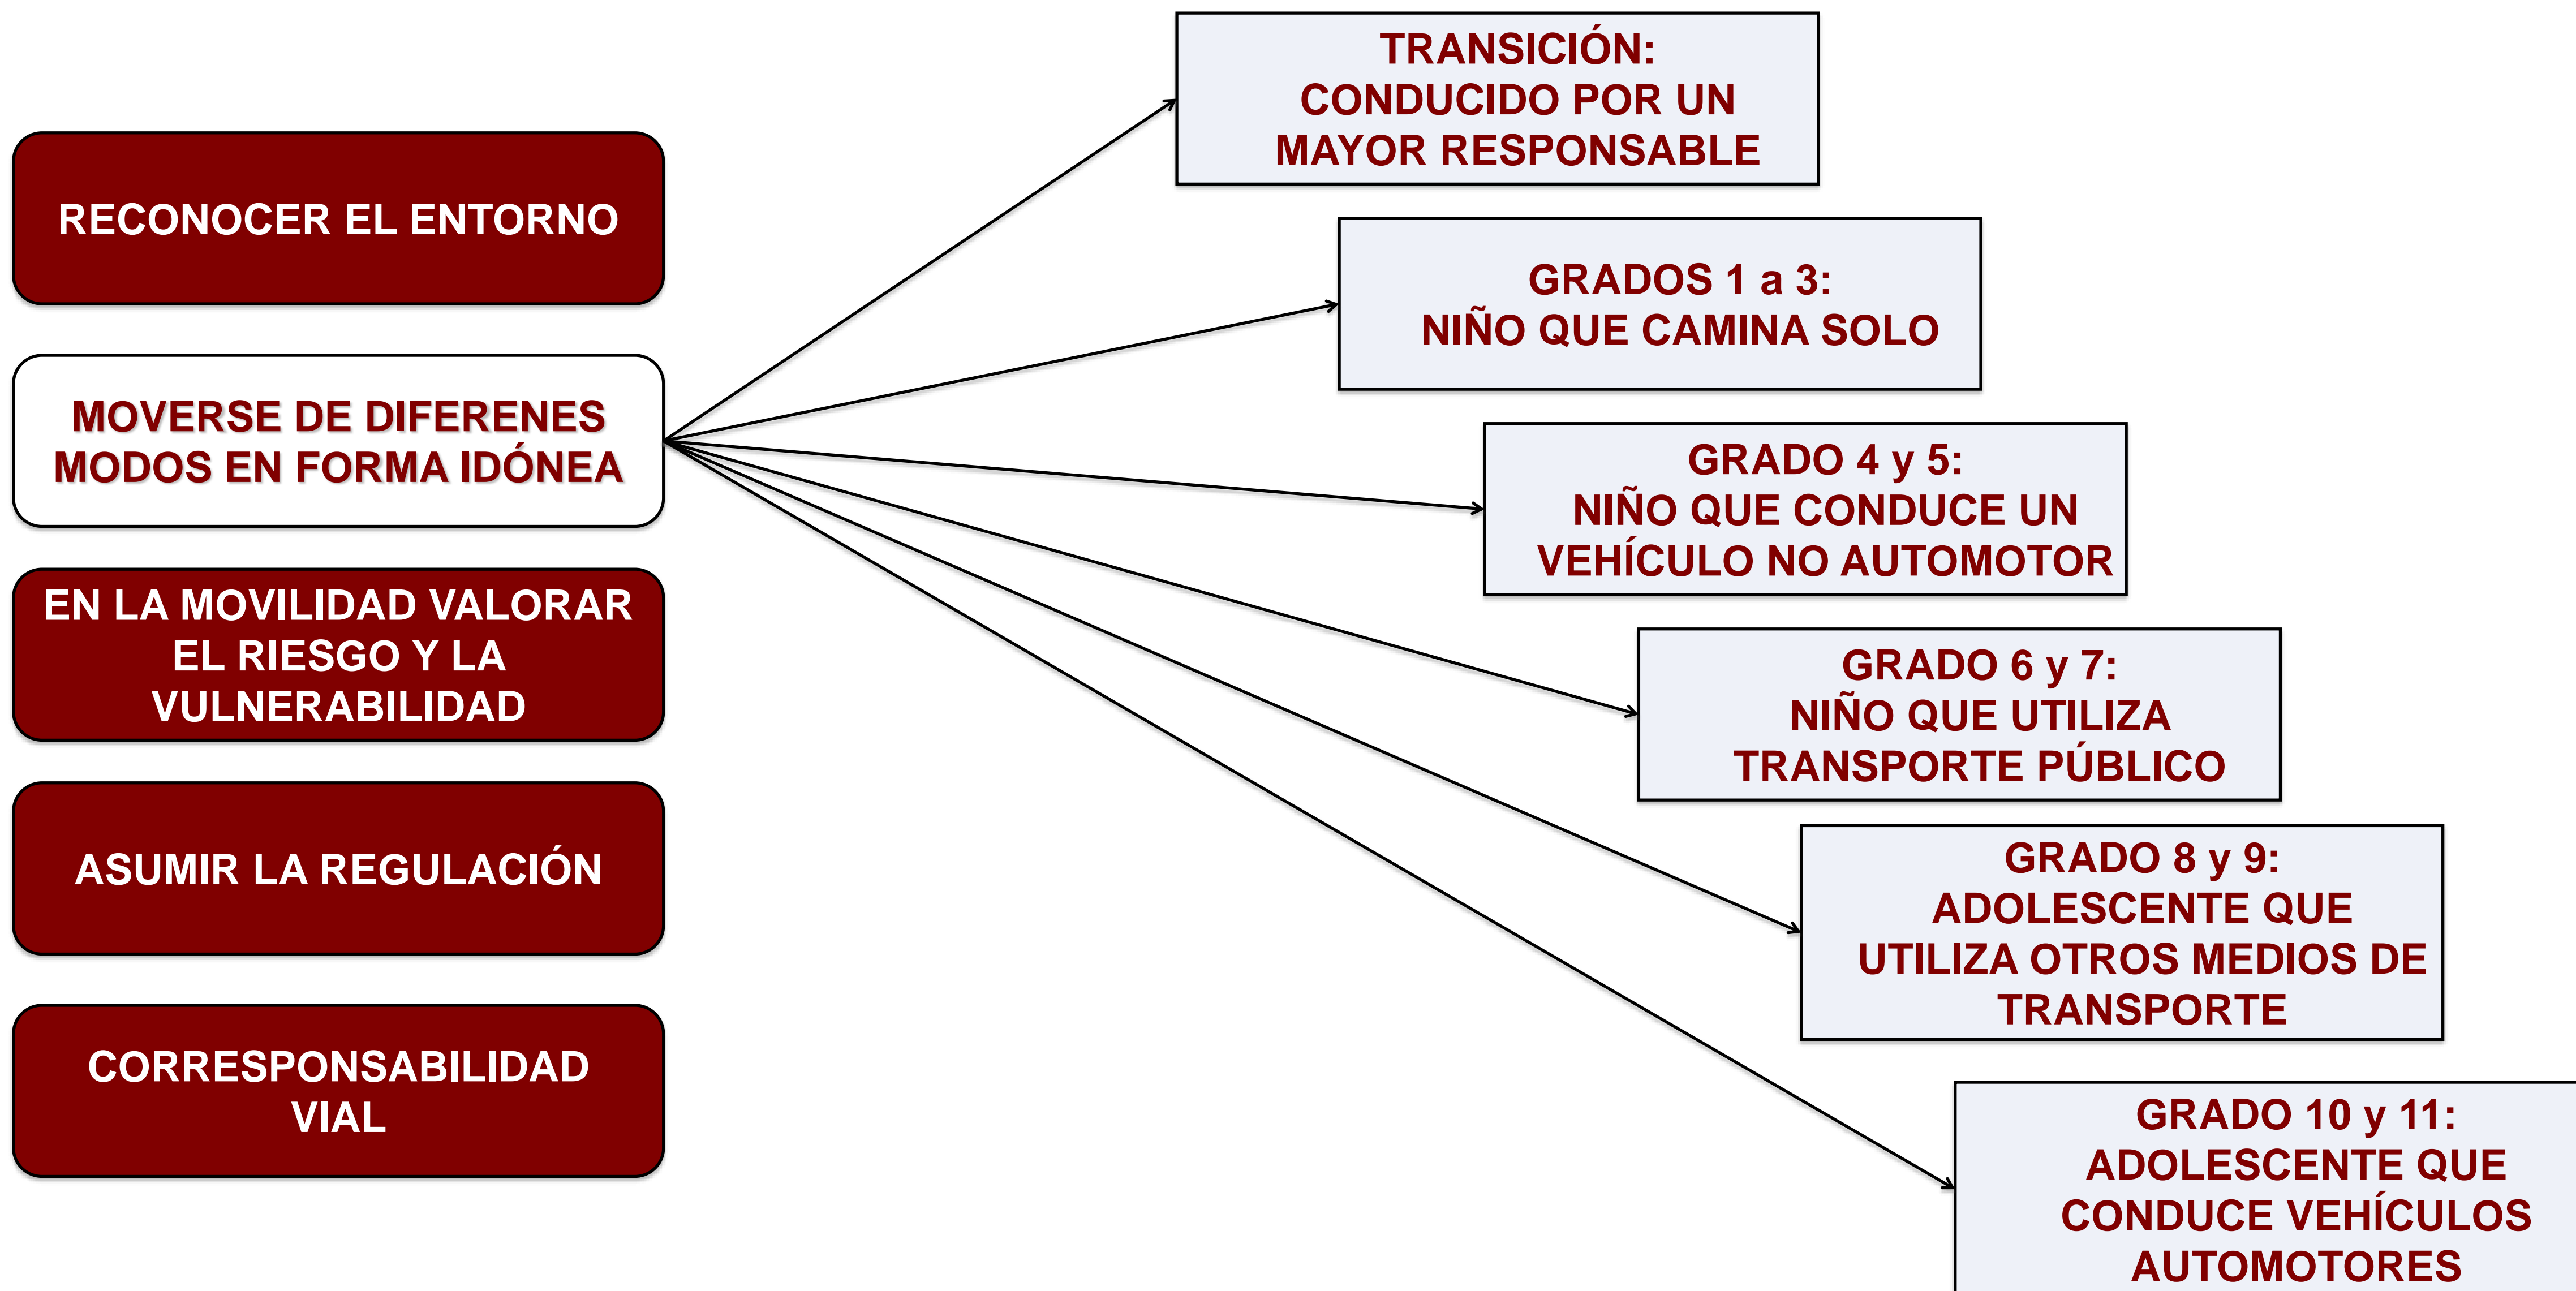 RECONOCER EL ENTORNO
MOVERSE DE DIFERENES
MODOS EN FORMA IDÓNEA
EN LA MOVILIDAD VALORAR
EL RIESGO Y LA
VULNERABILIDAD
ASUMIR LA REGULACIÓN
CORRESPONSABILIDAD
VIAL
TRANSICIÓN:
CONDUCIDO POR UN
MAYOR RESPONSABLE
GRADOS 1 a 3:
NIÑO QUE CAMINA SOLO
GRADO 4 y 5:
NIÑO QUE CONDUCE UN
VEHÍCULO NO AUTOMOTOR
GRADO 6 y 7:
NIÑO QUE UTILIZA
TRANSPORTE PÚBLICO
GRADO 8 y 9:
ADOLESCENTE QUE
UTILIZA OTROS MEDIOS DE
TRANSPORTE
GRADO 10 y 11:
ADOLESCENTE QUE
CONDUCE VEHÍCULOS
AUTOMOTORES